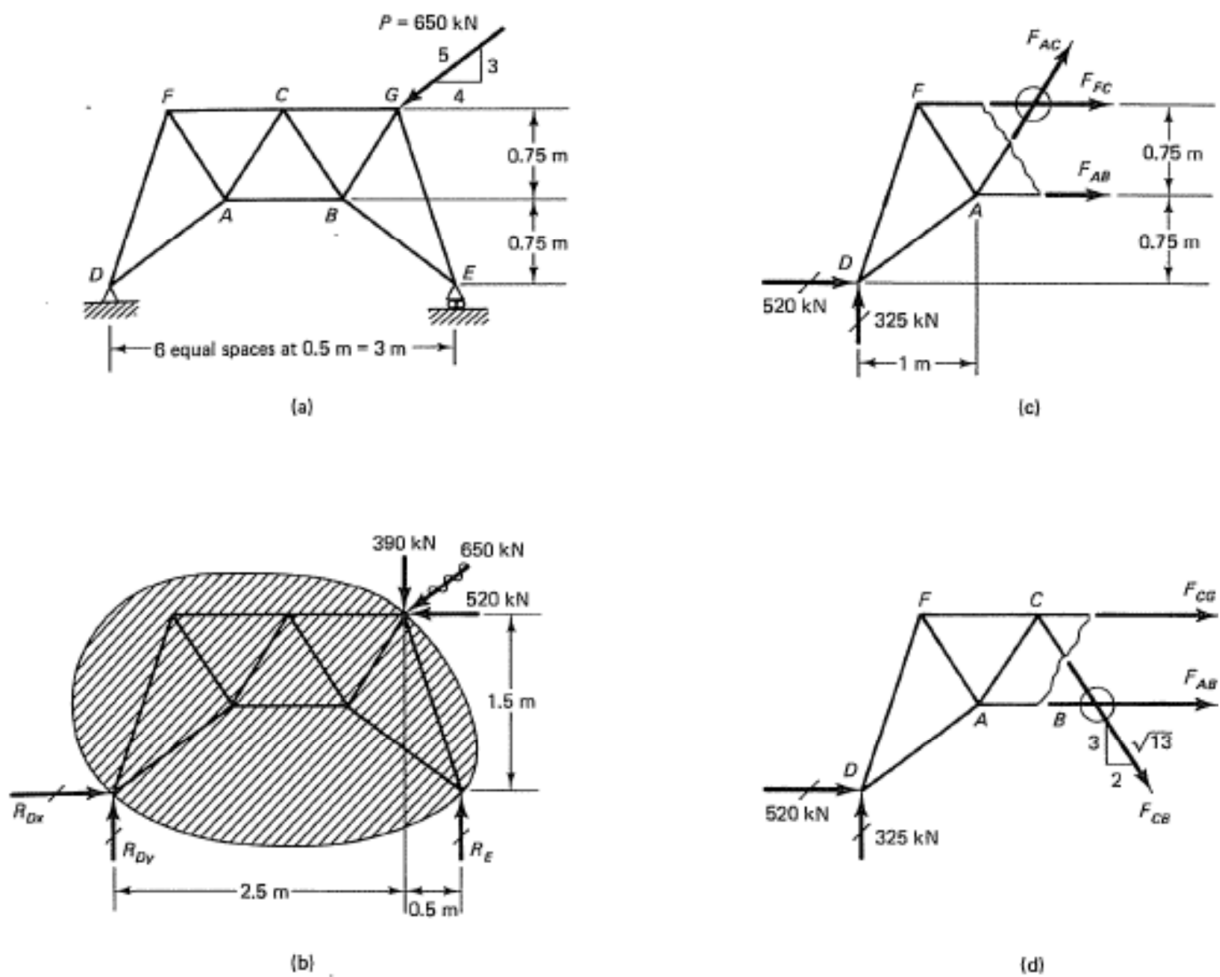 P = 650 kN
5
3
4
F
C
G
0.75 m
A
B
0.75 m
D
E
6 equal spaces at 0.5 m = 3 m
(a)
F_AC
F
F_FC
0.75 m
F_AB
A
0.75 m
D
520 kN
325 kN
1 m
(c)
390 kN
650 kN
520 kN
1.5 m
R_Dx
R_Dy
R_E
2.5 m
0.5 m
(b)
F
C
F_CG
F_AB
A
B
3
√13
2
D
520 kN
F_CB
325 kN
(d)